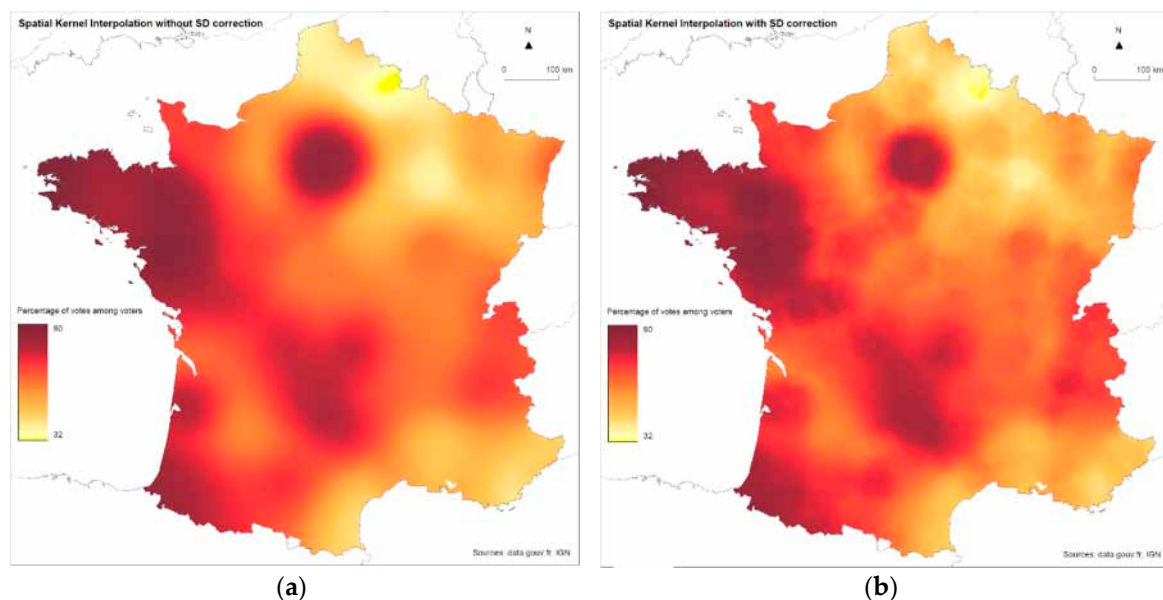 Spatial Kernel Interpolation without SD correction
N
0 100 km
Percentage of votes among voters
60
32
Sources: data gouv fr, IGN
(a)
Spatial Kernel Interpolation with SD correction
N
0 100 km
Percentage of votes among voters
60
32
Sources: data gouv fr, IGN
(b)